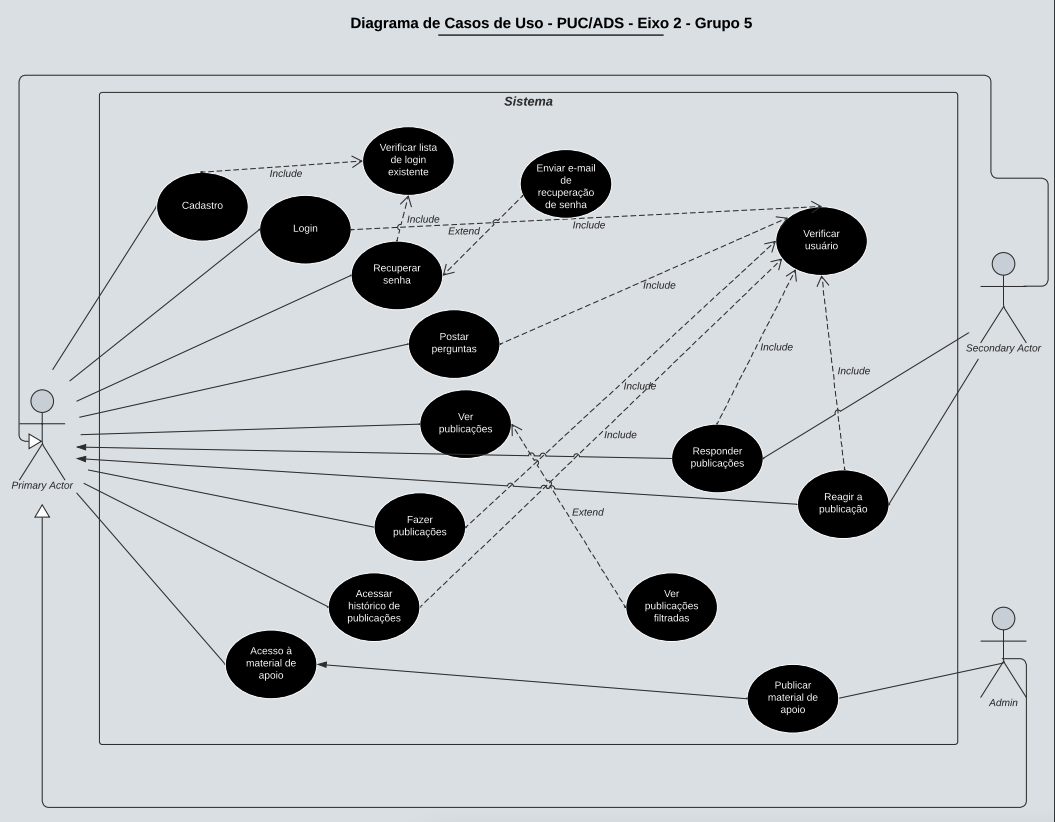 Diagrama de Casos de Uso - PUC/ADS - Eixo 2 - Grupo 5
Sistema
Verificar lista
de login
existente
Enviar e-mail
de
recuperação
de senha
Include
Cadastro
Login
Include
Extend
Include
Verificar
usuário
Recuperar
senha
Include
Postar
perguntas
Include
Secondary Actor
Include
Include
Ver
publicações
Include
Responder
publicações
Primary Actor
Reagir a
publicação
Extend
Fazer
publicações
Acessar
histórico de
publicações
Ver
publicações
filtradas
Acesso à
material de
apoio
Publicar
material de
apoio
Admin